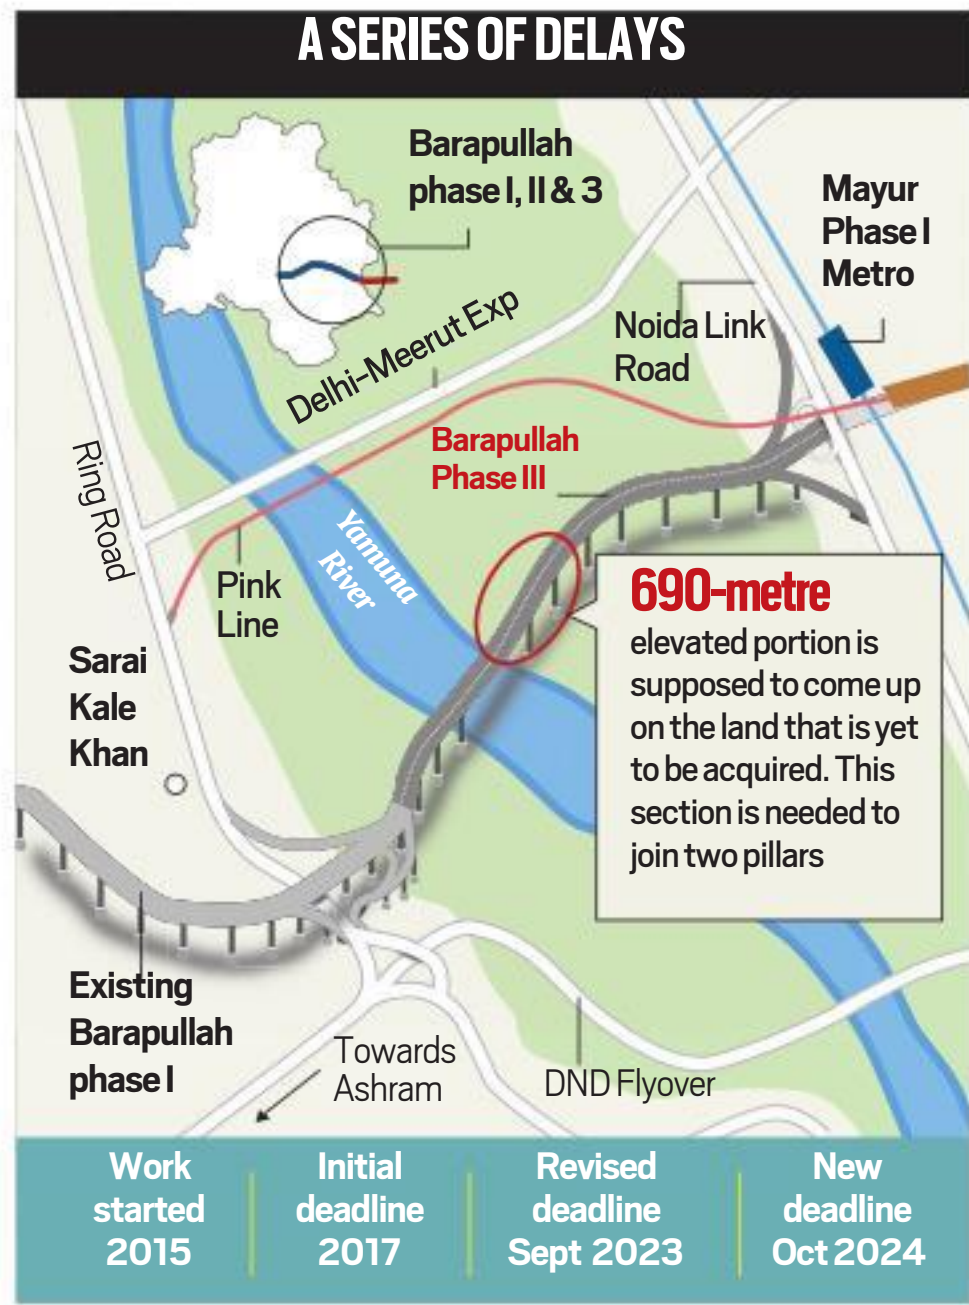 A SERIES OF DELAYS
Barapullah
phase I, II & 3
Mayur
Phase I
Metro
Delhi-Meerut Exp
Noida Link
Road
Barapullah
Phase III
Ring Road
Yamuna
River
Pink
Line
690-metre
elevated portion is
supposed to come up
on the land that is yet
to be acquired. This
section is needed to
join two pillars
Sarai
Kale
Khan
Existing
Barapullah
phase I
Towards
Ashram
DND Flyover
Work
started
2015
Initial
deadline
2017
Revised
deadline
Sept 2023
New
deadline
Oct 2024